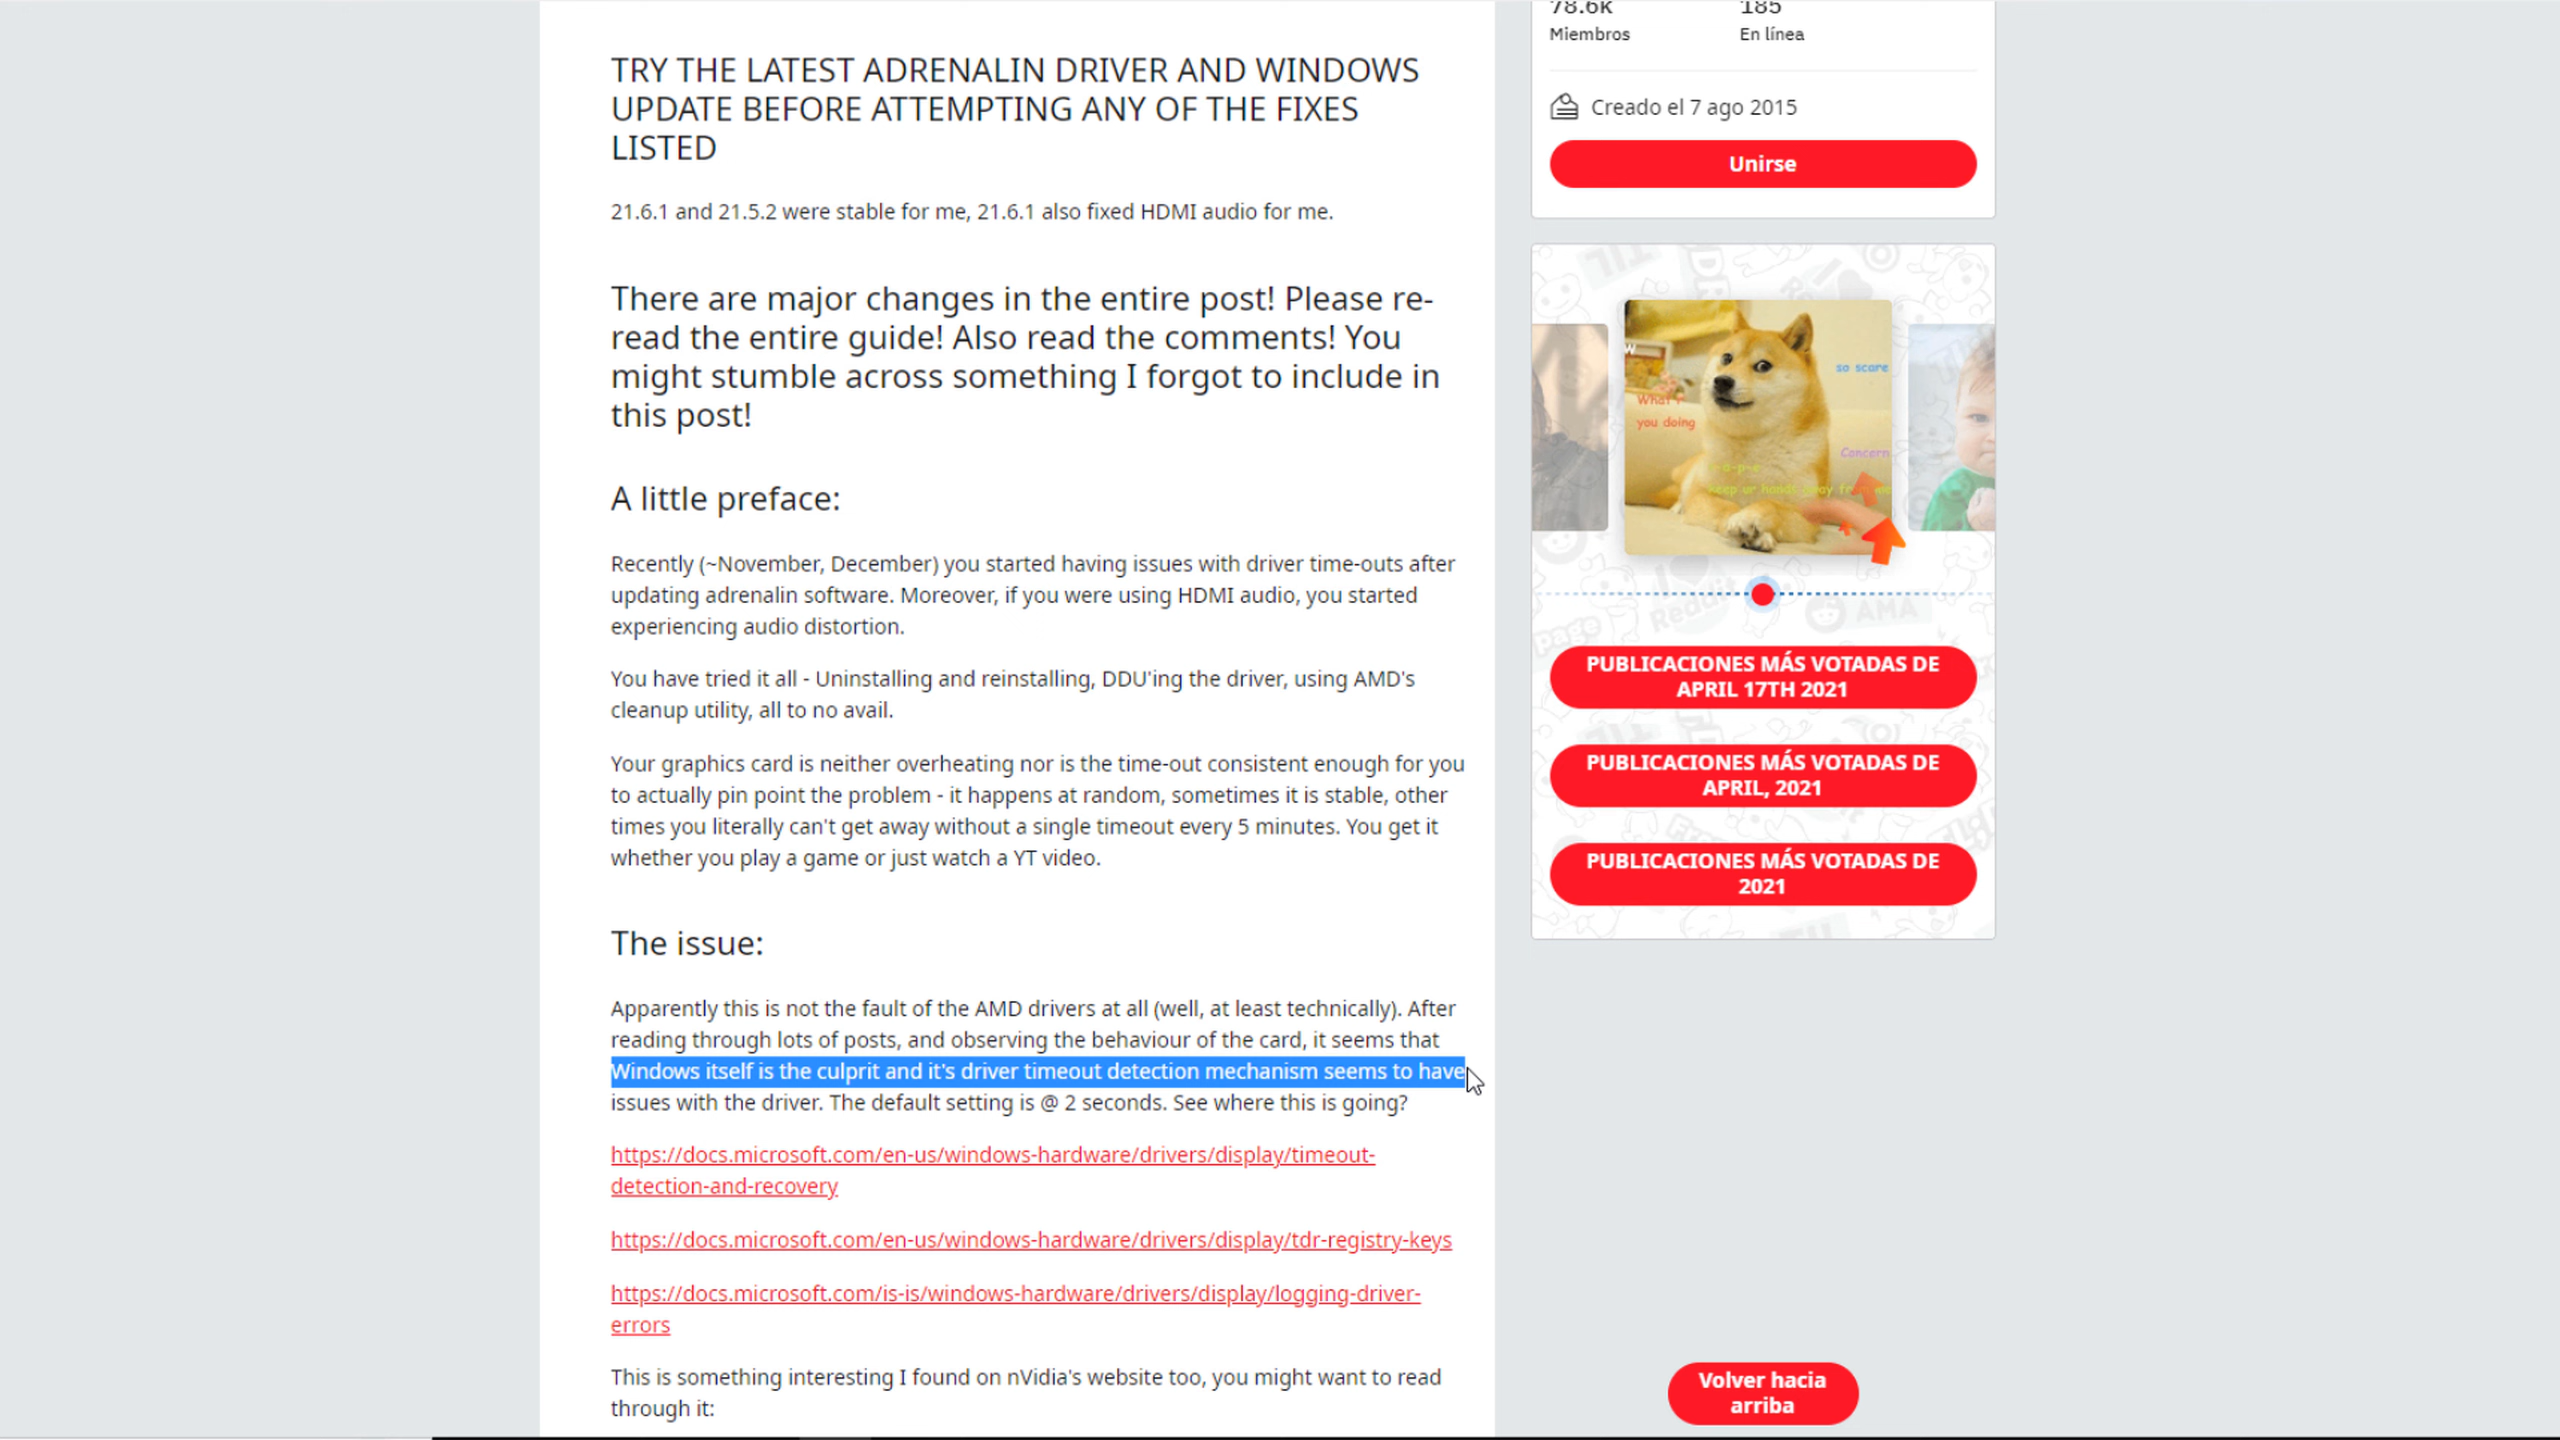 TRY THE LATEST ADRENALIN DRIVER AND WINDOWS
UPDATE BEFORE ATTEMPTING ANY OF THE FIXES
LISTED
21.6.1 and 21.5.2 were stable for me, 21.6.1 also fixed HDMI audio for me.
There are major changes in the entire post! Please re-
read the entire guide! Also read the comments! You
might stumble across something I forgot to include in
this post!
A little preface:
Recently (~November, December) you started having issues with driver time-outs after
updating adrenalin software. Moreover, if you were using HDMI audio, you started
experiencing audio distortion.
You have tried it all - Uninstalling and reinstalling, DDU'ing the driver, using AMD's
cleanup utility, all to no avail.
Your graphics card is neither overheating nor is the time-out consistent enough for you
to actually pin point the problem - it happens at random, sometimes it is stable, other
times you literally can't get away without a single timeout every 5 minutes. You get it
whether you play a game or just watch a YT video.
The issue:
Apparently this is not the fault of the AMD drivers at all (well, at least technically). After
reading through lots of posts, and observing the behaviour of the card, it seems that
Windows itself is the culprit and it's driver timeout detection mechanism seems to have
issues with the driver. The default setting is @ 2 seconds. See where this is going?
https://docs.microsoft.com/en-us/windows-hardware/drivers/display/timeout-
detection-and-recovery
https://docs.microsoft.com/en-us/windows-hardware/drivers/display/tdr-registry-keys
https://docs.microsoft.com/is-is/windows-hardware/drivers/display/logging-driver-
errors
This is something interesting I found on nVidia's website too, you might want to read
through it:
78.6k 185
Miembros En línea
Creado el 7 ago 2015
Unirse
so scare
What r
you doing
Concern
keep ur hands away from me
Reddit
AMA
page
PUBLICACIONES MÁS VOTADAS DE
APRIL 17TH 2021
PUBLICACIONES MÁS VOTADAS DE
APRIL, 2021
PUBLICACIONES MÁS VOTADAS DE
2021
Volver hacia
arriba